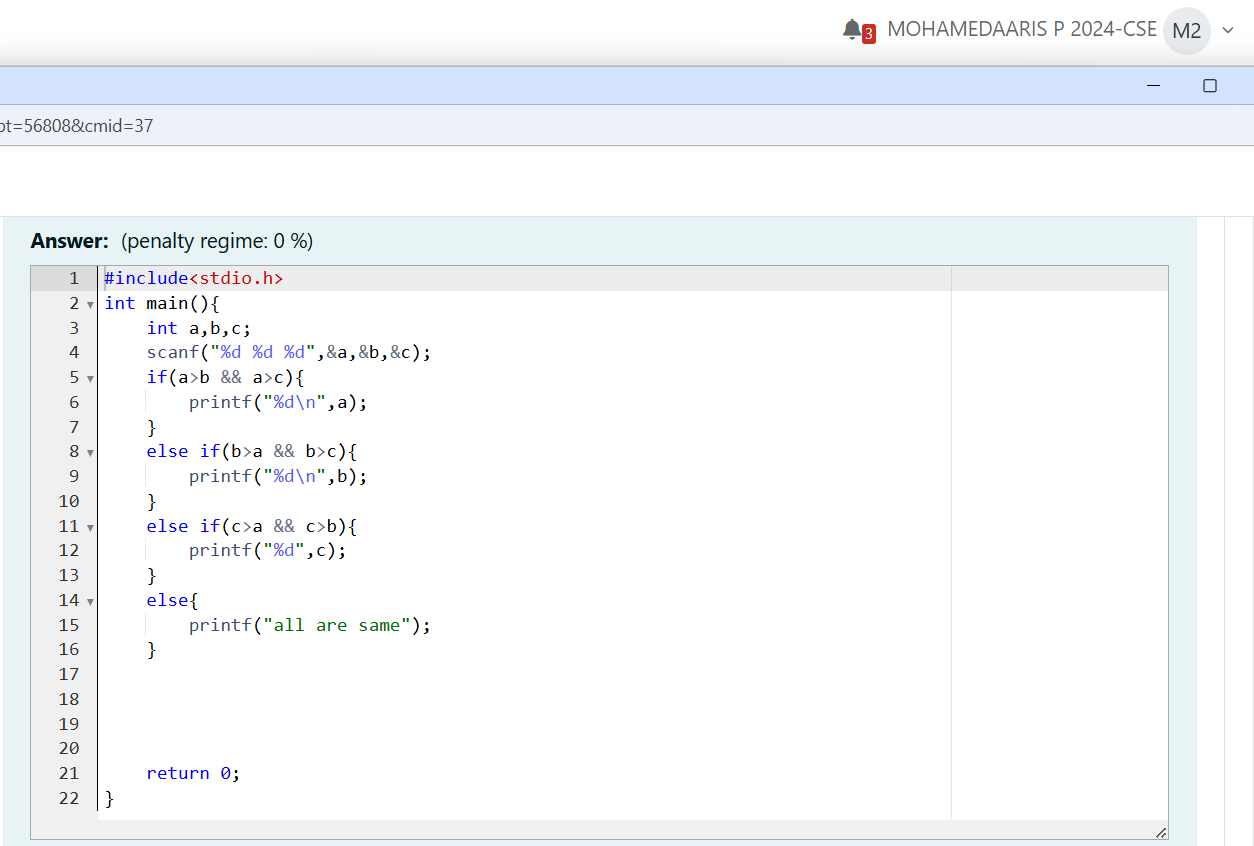 3 MOHAMEDAARIS P 2024-CSE M2
pt=56808&cmid=37
Answer: (penalty regime: 0 %)
1 #include<stdio.h>
2 int main(){
3     int a,b,c;
4     scanf("%d %d %d",&a,&b,&c);
5     if(a>b && a>c){
6         printf("%d\n",a);
7     }
8     else if(b>a && b>c){
9         printf("%d\n",b);
10     }
11     else if(c>a && c>b){
12         printf("%d",c);
13     }
14     else{
15         printf("all are same");
16     }
17
18
19
20
21     return 0;
22 }